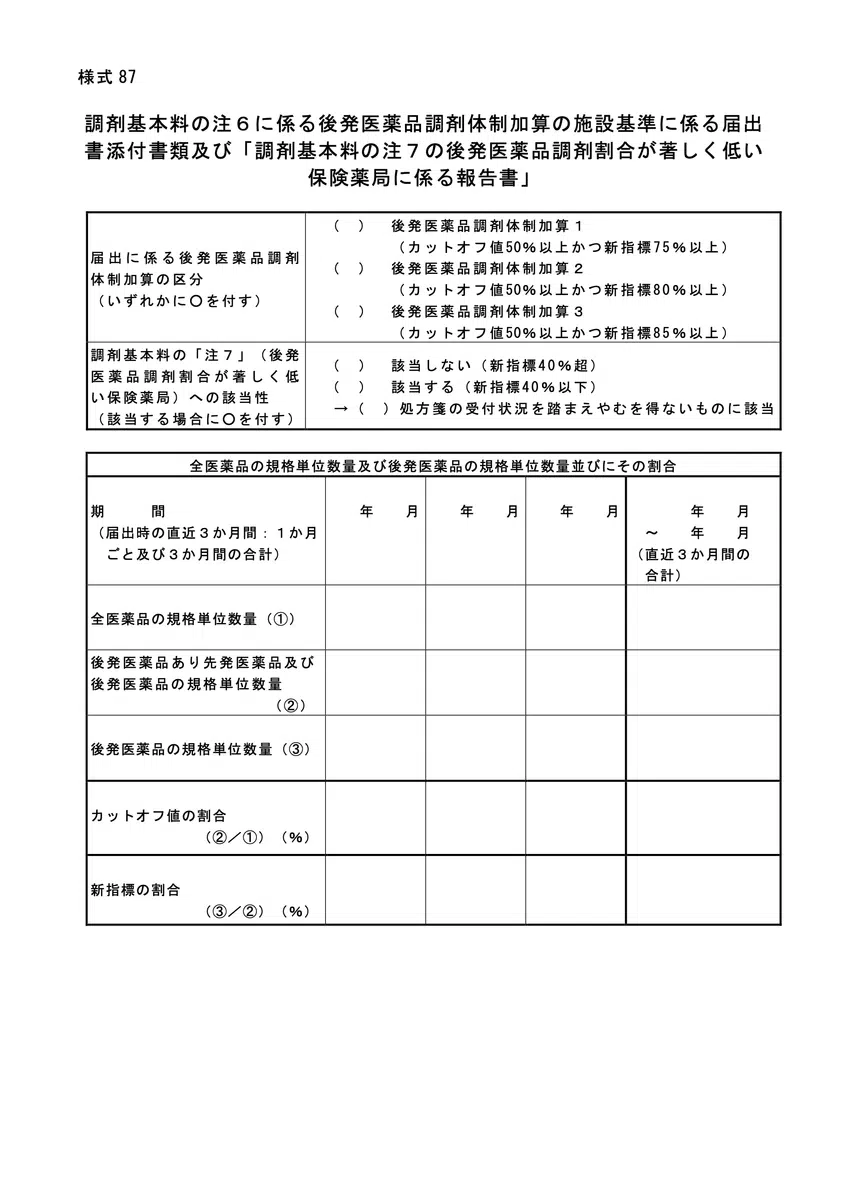 様式 87
調剤基本料の注６に係る後発医薬品調剤体制加算の施設基準に係る届出
書添付書類及び「調剤基本料の注７の後発医薬品調剤割合が著しく低い
保険薬局に係る報告書」
届出に係る後発医薬品調剤
体制加算の区分
（いずれかに○を付す）
（　）　後発医薬品調剤体制加算１
（カットオフ値50％以上かつ新指標75％以上）
（　）　後発医薬品調剤体制加算２
（カットオフ値50％以上かつ新指標80％以上）
（　）　後発医薬品調剤体制加算３
（カットオフ値50％以上かつ新指標85％以上）
調剤基本料の「注７」（後発
医薬品調剤割合が著しく低
い保険薬局）への該当性
（該当する場合に○を付す）
（　）　該当しない（新指標40％超）
（　）　該当する（新指標40％以下）
→（　）処方箋の受付状況を踏まえやむを得ないものに該当
全医薬品の規格単位数量及び後発医薬品の規格単位数量並びにその割合
期　　　間
（届出時の直近３か月間：１か月
ごと及び３か月間の合計）
年　　月
年　　月
年　　月
年　　月
～　　年　　月
（直近３か月間の
合計）
全医薬品の規格単位数量（①）
後発医薬品あり先発医薬品及び
後発医薬品の規格単位数量
（②）
後発医薬品の規格単位数量（③）
カットオフ値の割合
（②／①）（％）
新指標の割合
（③／②）（％）